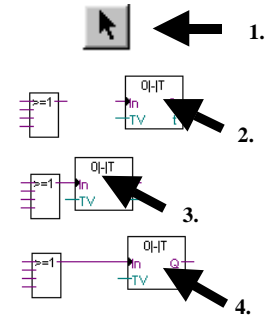 1.
0|-|T
>=1
In
TV t
2.
0|-|T
>=1 In
TV
3.
0|-|T
>=1 In Q
TV
4.